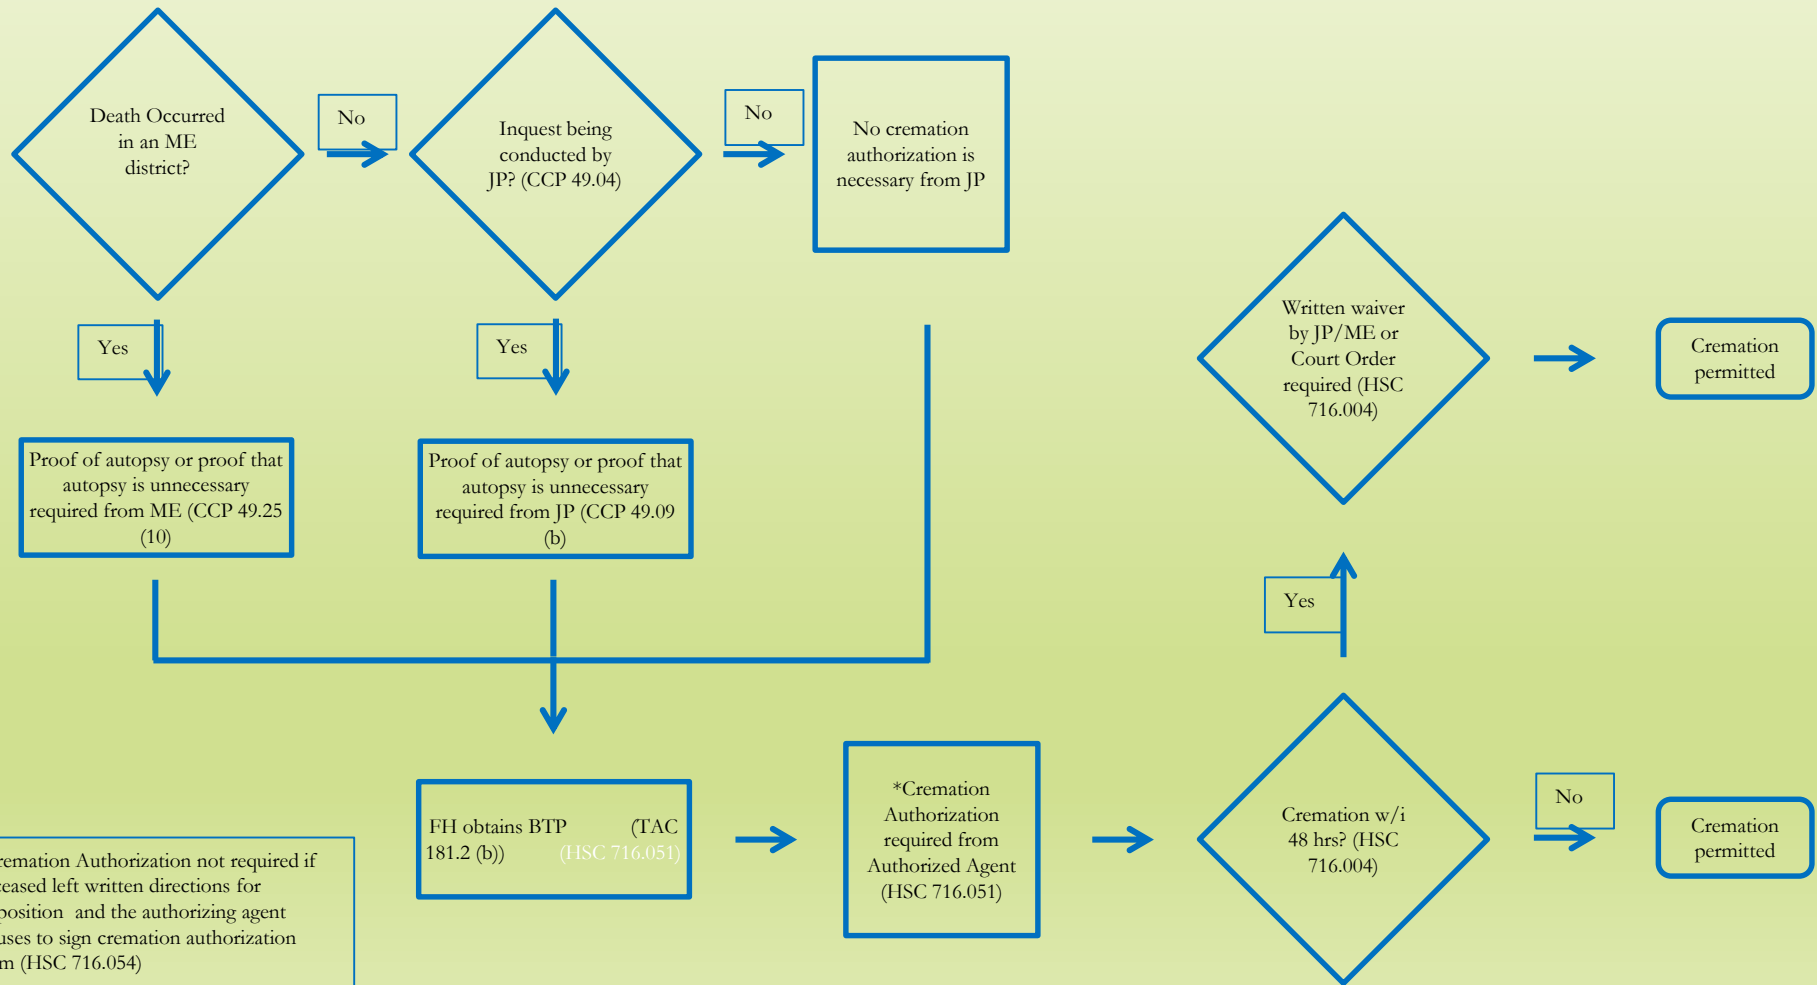 Death Occurred
in an ME
district?
No
Inquest being
conducted by
JP? (CCP 49.04)
No
No cremation
authorization is
necessary from JP
Yes
Yes
Proof of autopsy or proof that
autopsy is unnecessary
required from ME (CCP 49.25
(10)
Proof of autopsy or proof that
autopsy is unnecessary
required from JP (CCP 49.09
(b)
Written waiver
by JP/ME or
Court Order
required (HSC
716.004)
Cremation
permitted
Yes
FH obtains BTP (TAC
181.2 (b)) (HSC 716.051)
*Cremation
Authorization
required from
Authorized Agent
(HSC 716.051)
Cremation w/i
48 hrs? (HSC
716.004)
No
Cremation
permitted
Authorization not required if
left written directions for
and the authorizing agent
to sign cremation authorization
(HSC 716.054)